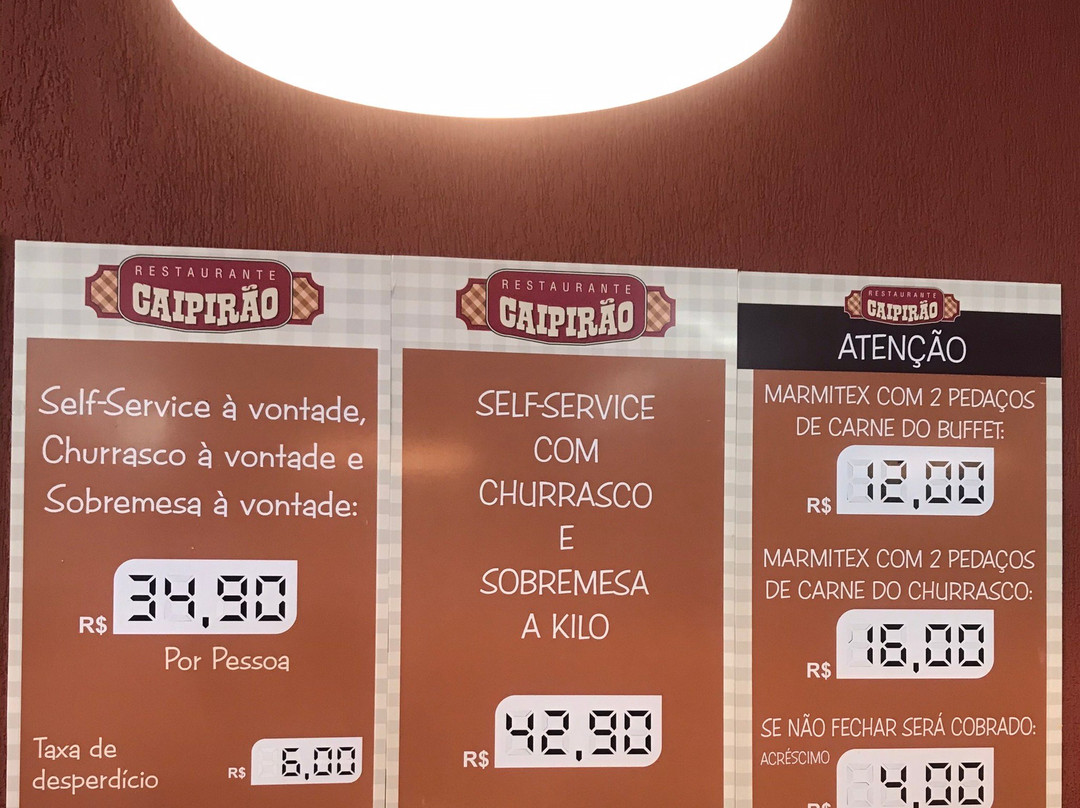 RESTAURANTE
CAIPIRÃO
Self-Service à vontade,
Churrasco à vontade e
Sobremesa à vontade:
R$ 34,90
Por Pessoa
Taxa de
desperdício
R$ 6,00
RESTAURANTE
CAIPIRÃO
SELF-SERVICE
COM
CHURRASCO
E
SOBREMESA
A KILO
R$ 42,90
RESTAURANTE
CAIPIRÃO
ATENÇÃO
MARMITEX COM 2 PEDAÇOS
DE CARNE DO BUFFET:
R$ 12,00
MARMITEX COM 2 PEDAÇOS
DE CARNE DO CHURRASCO:
R$ 16,00
SE NÃO FECHAR SERÁ COBRADO:
ACRÉSCIMO
R$ 4,00